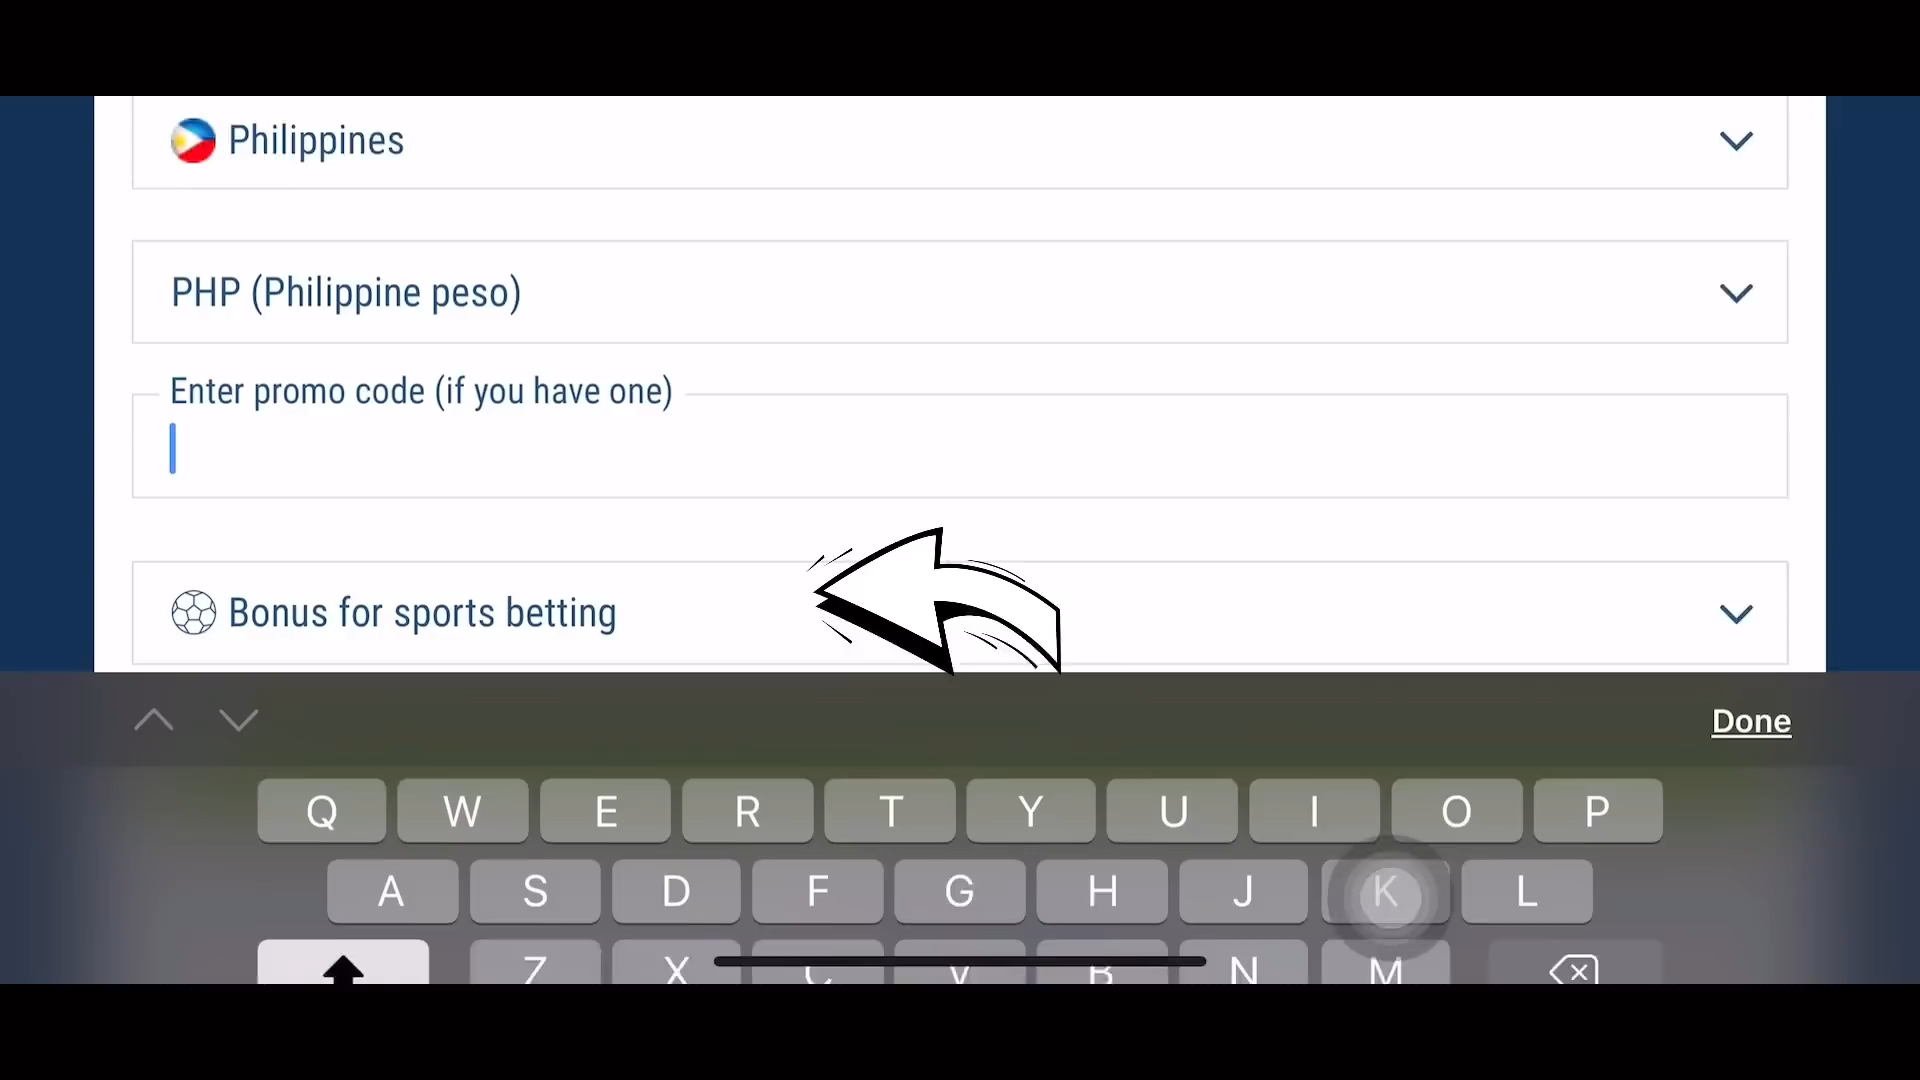 Philippines
PHP (Philippine peso)
Enter promo code (if you have one)
Bonus for sports betting
Done
Q W E R T Y U I O P
A S D F G H J K L
Z X C V B N M